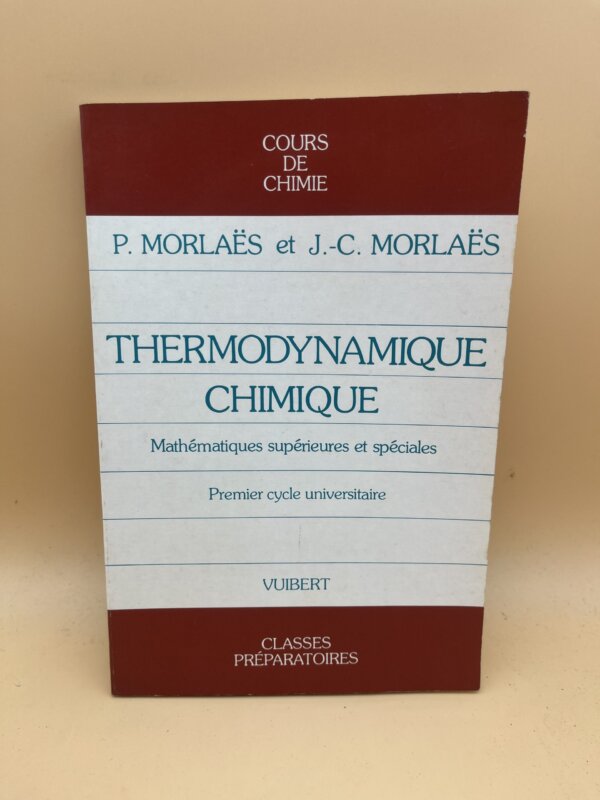 COURS
DE
CHIMIE
P. MORLAËS et J.-C. MORLAËS
THERMODYNAMIQUE
CHIMIQUE
Mathématiques supérieures et spéciales
Premier cycle universitaire
VUIBERT
CLASSES
PRÉPARATOIRES